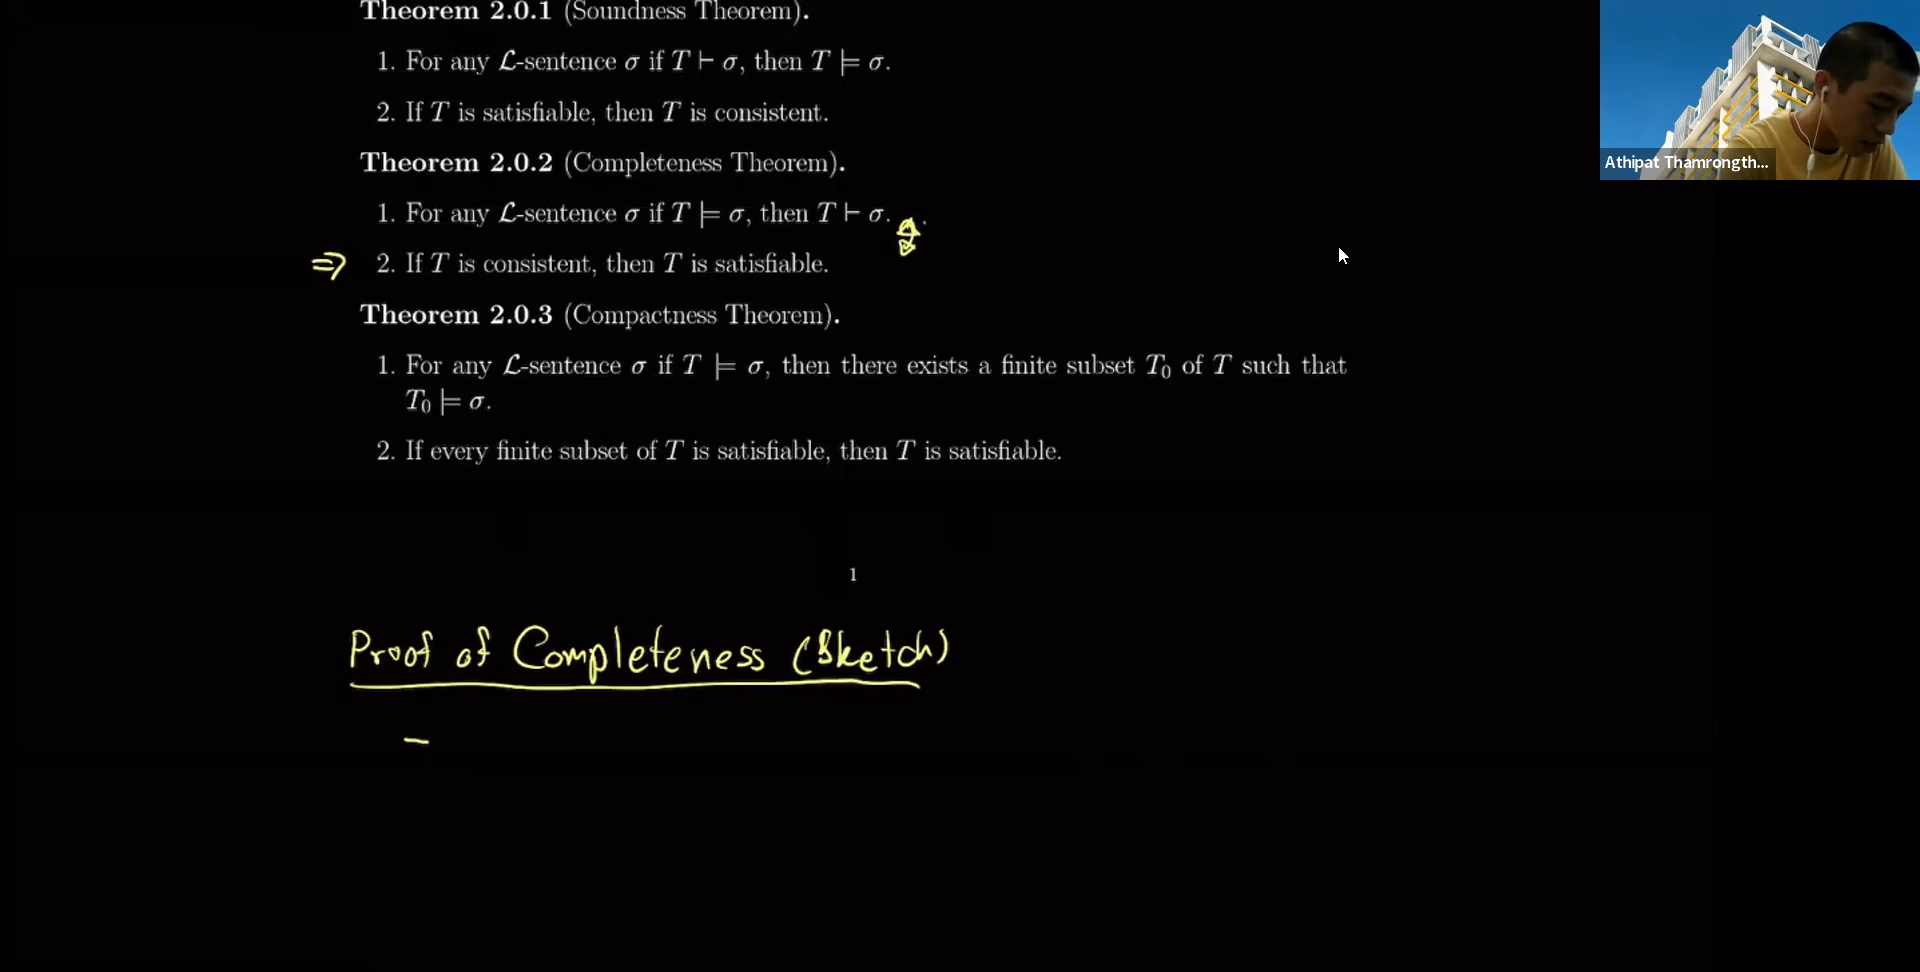 Theorem 2.0.1 (Soundness Theorem).
1. For any ℒ-sentence σ if T ⊢ σ, then T ⊨ σ.
2. If T is satisfiable, then T is consistent.
Theorem 2.0.2 (Completeness Theorem).
1. For any ℒ-sentence σ if T ⊨ σ, then T ⊢ σ.
⇒ 2. If T is consistent, then T is satisfiable.
Theorem 2.0.3 (Compactness Theorem).
1. For any ℒ-sentence σ if T ⊨ σ, then there exists a finite subset T₀ of T such that
T₀ ⊨ σ.
2. If every finite subset of T is satisfiable, then T is satisfiable.
1
Proof of Completeness (Sketch)
–
Athipat Thamrongth...